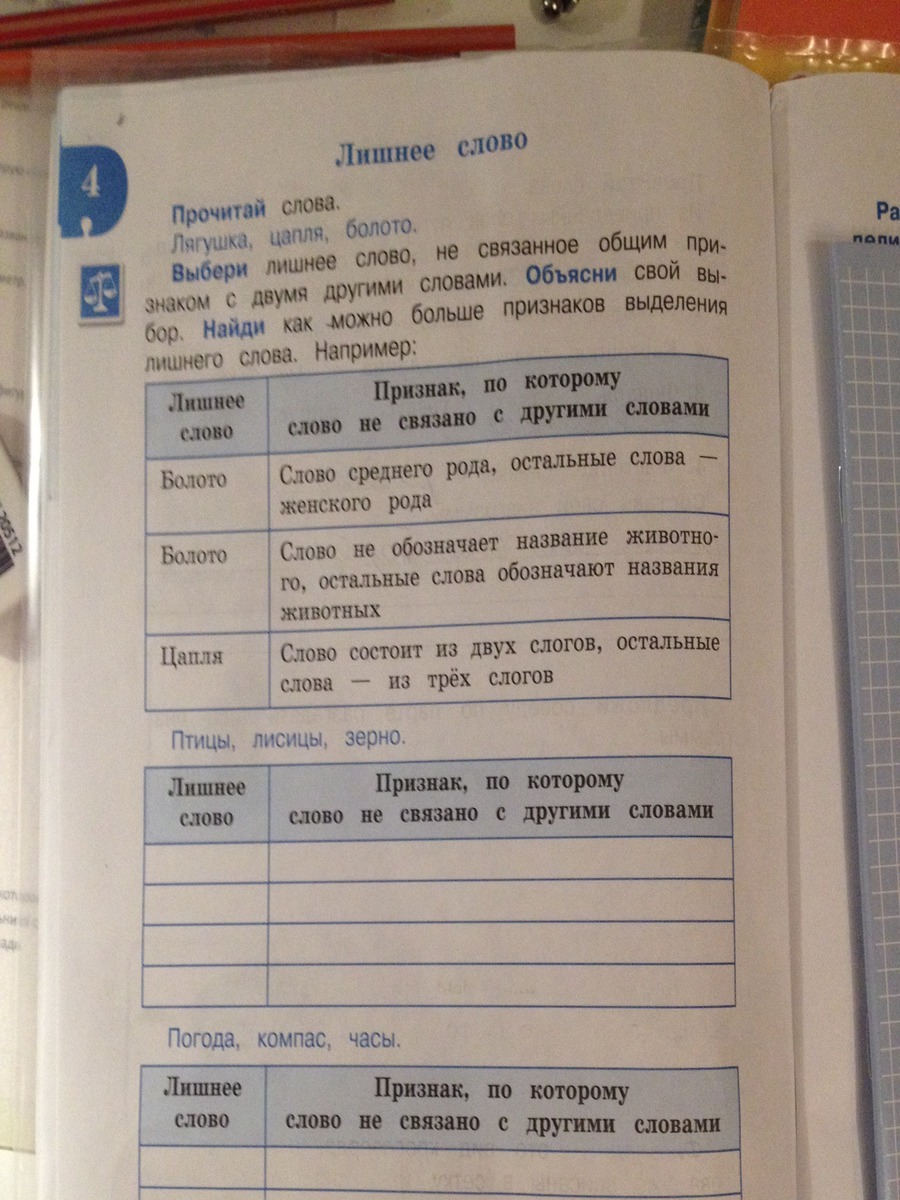 Лишнее слово
4
Прочитай слова.
Лягушка, цапля, болото.
Выбери лишнее слово, не связанное общим при-
знаком с двумя другими словами. Объясни свой вы-
бор. Найди как можно больше признаков выделения
лишнего слова. Например:
Лишнее слово
Признак, по которому
слово не связано с другими словами
Болото
Слово среднего рода, остальные слова —
женского рода
Болото
Слово не обозначает название животно-
го, остальные слова обозначают названия
животных
Цапля
Слово состоит из двух слогов, остальные
слова — из трёх слогов
Птицы, лисицы, зерно.
Лишнее
слово
Признак, по которому
слово не связано с другими словами
Погода, компас, часы.
Лишнее
слово
Признак, по которому
слово не связано с другими словами
Ра
20512